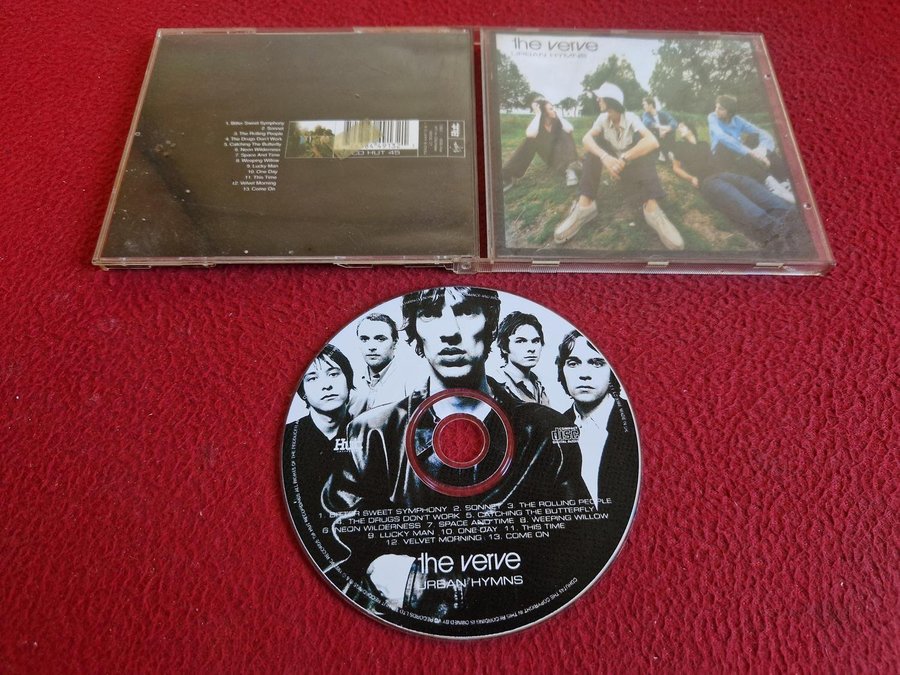 1. Bitter Sweet Symphony
2. Sonnet
3. The Rolling People
4. The Drugs Don't Work
5. Catching The Butterfly
6. Neon Wilderness
7. Space And Time
8. Weeping Willow
9. Lucky Man
10. One Day
11. This Time
12. Velvet Morning
13. Come On
CD HUT 45
the verve
URBAN HYMNS
Hut
COMPACT
disc
DIGITAL AUDIO
1. BITTER SWEET SYMPHONY 2. SONNET 3. THE ROLLING PEOPLE
4. THE DRUGS DON'T WORK 5. CATCHING THE BUTTERFLY
6. NEON WILDERNESS 7. SPACE AND TIME 8. WEEPING WILLOW
9. LUCKY MAN 10. ONE DAY 11. THIS TIME
12. VELVET MORNING 13. COME ON
the verve
URBAN HYMNS